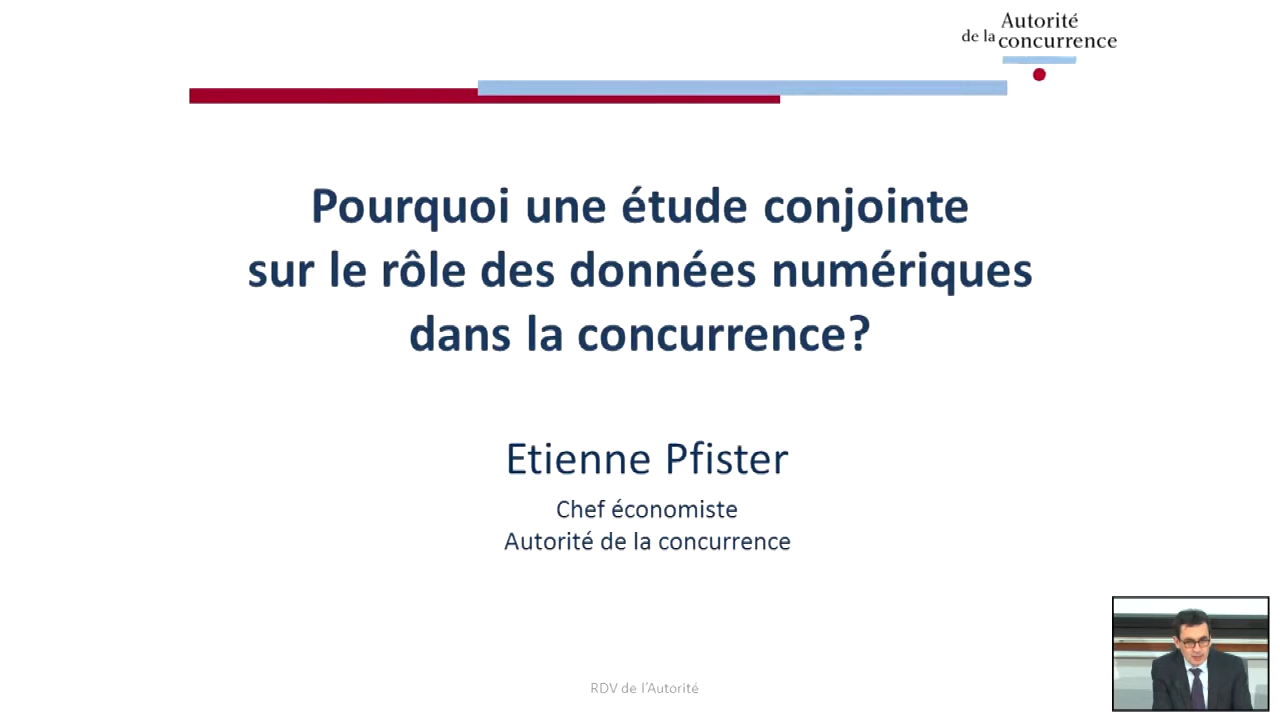 Autorité
de la concurrence
Pourquoi une étude conjointe
sur le rôle des données numériques
dans la concurrence?
Etienne Pfister
Chef économiste
Autorité de la concurrence
RDV de l'Autorité